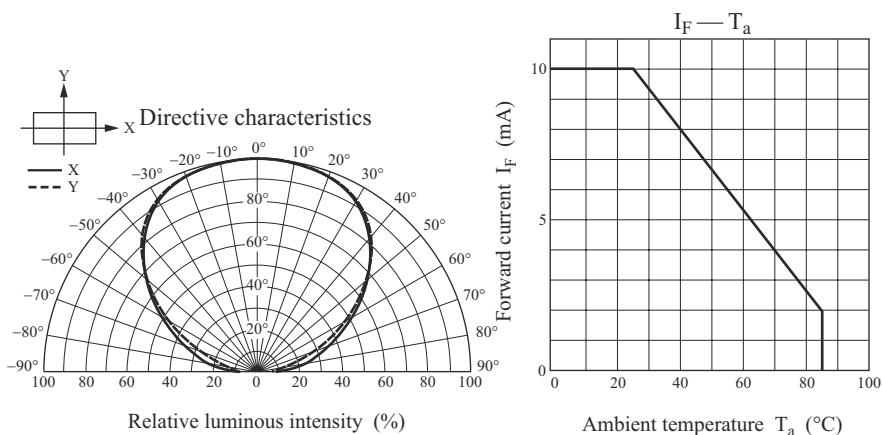 Y
X
Directive characteristics
X
Y
–90° –80° –70° –60° –50° –40° –30° –20° –10° 0° 10° 20° 30° 40° 50° 60° 70° 80° 90°
80°
60°
40°
20°
100 80 60 40 20 0 20 40 60 80 100
Relative luminous intensity (%)
I_F — T_a
Forward current I_F (mA)
10
5
0
0 20 40 60 80 100
Ambient temperature T_a (°C)